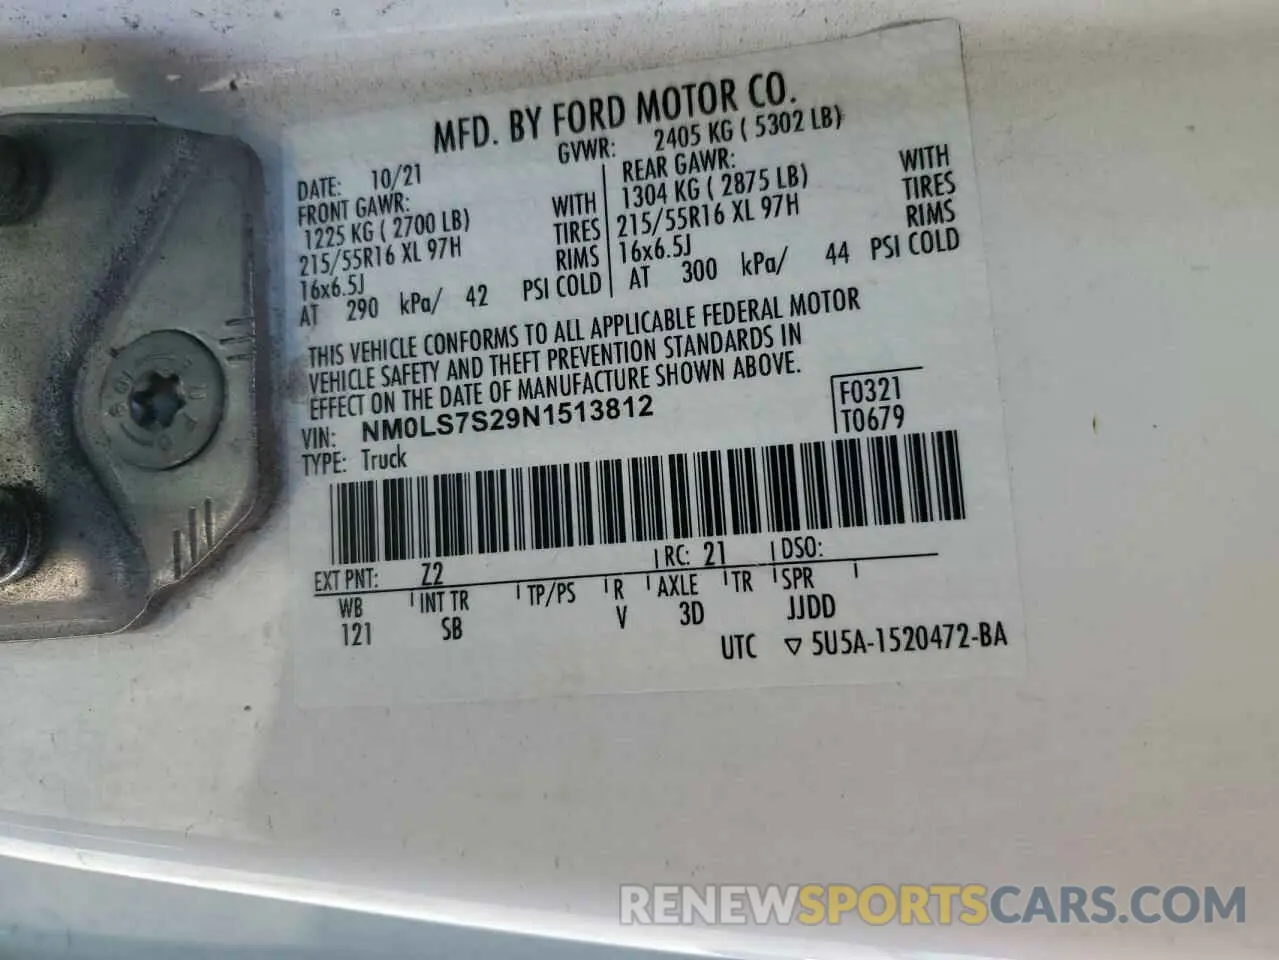 MFD. BY FORD MOTOR CO.
DATE: 10/21 GVWR: 2405 KG ( 5302 LB)
FRONT GAWR:
1225 KG ( 2700 LB) WITH
215/55R16 XL 97H TIRES
16x6.5J RIMS
AT 290 kPa/ 42 PSI COLD
REAR GAWR:
1304 KG ( 2875 LB) WITH
215/55R16 XL 97H TIRES
16x6.5J RIMS
AT 300 kPa/ 44 PSI COLD
THIS VEHICLE CONFORMS TO ALL APPLICABLE FEDERAL MOTOR
VEHICLE SAFETY AND THEFT PREVENTION STANDARDS IN
EFFECT ON THE DATE OF MANUFACTURE SHOWN ABOVE.
VIN: NM0LS7S29N1513812
TYPE: Truck
F0321
T0679
EXT PNT: Z2 RC: 21 DSO:
WB INT TR TP/PS R AXLE TR SPR
121 SB V 3D JJDD
UTC ▽ 5U5A-1520472-BA
RENEWSPORTSCARS.COM